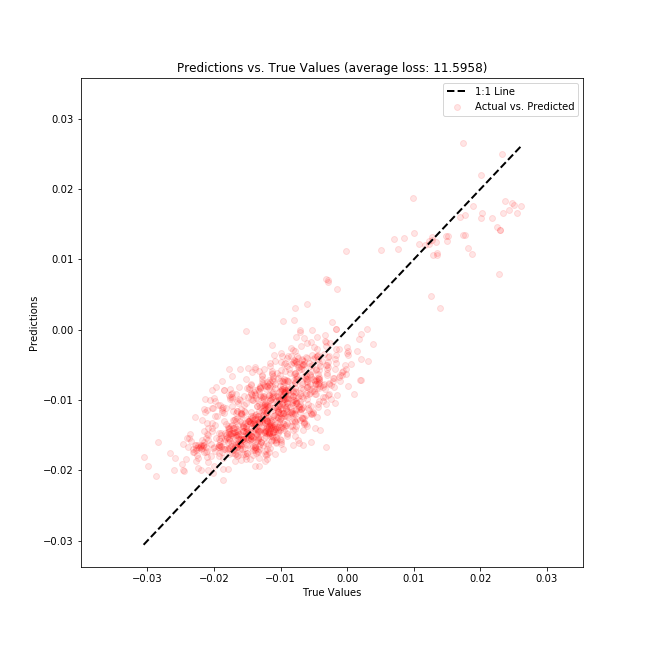 Predictions vs. True Values (average loss: 11.5958)
1:1 Line
Actual vs. Predicted
0.03
0.02
0.01
0.00
−0.01
−0.02
−0.03
Predictions
−0.03 −0.02 −0.01 0.00 0.01 0.02 0.03
True Values